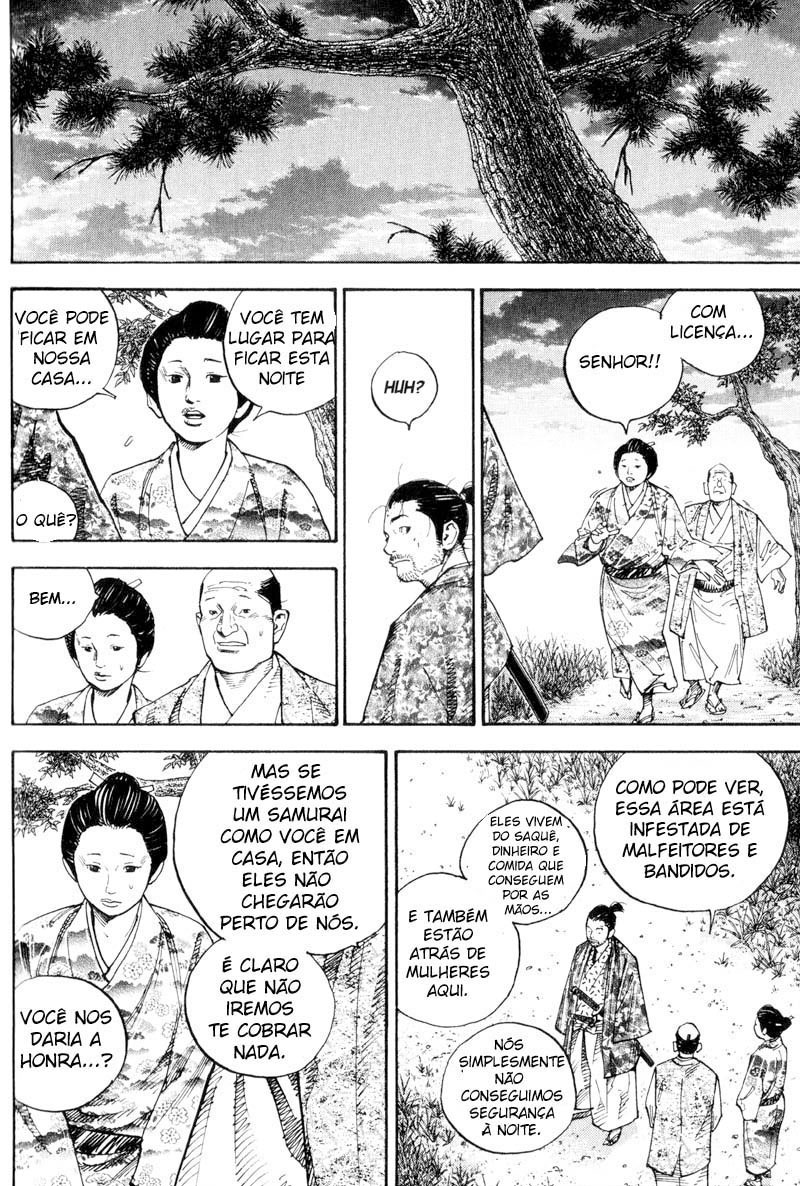 COM
LICENÇA...
SENHOR!!
HUH?
VOCÊ TEM
LUGAR PARA
FICAR ESTA
NOITE
VOCÊ PODE
FICAR EM
NOSSA
CASA...
O QUÊ?
BEM...
COMO PODE VER,
ESSA ÁREA ESTÁ
INFESTADA DE
MALFEITORES E
BANDIDOS.
ELES VIVEM
DO SAQUÊ,
DINHEIRO E
COMIDA QUE
CONSEGUEM
POR AS
MÃOS...
E TAMBÉM
ESTÃO
ATRÁS DE
MULHERES
AQUI.
NÓS
SIMPLESMENTE
NÃO
CONSEGUIMOS
SEGURANÇA
À NOITE.
MAS SE
TIVÉSSEMOS
UM SAMURAI
COMO VOCÊ EM
CASA, ENTÃO
ELES NÃO
CHEGARÃO
PERTO DE NÓS.
É CLARO
QUE NÃO
IREMOS
TE COBRAR
NADA.
VOCÊ NOS
DARIA A
HONRA...?